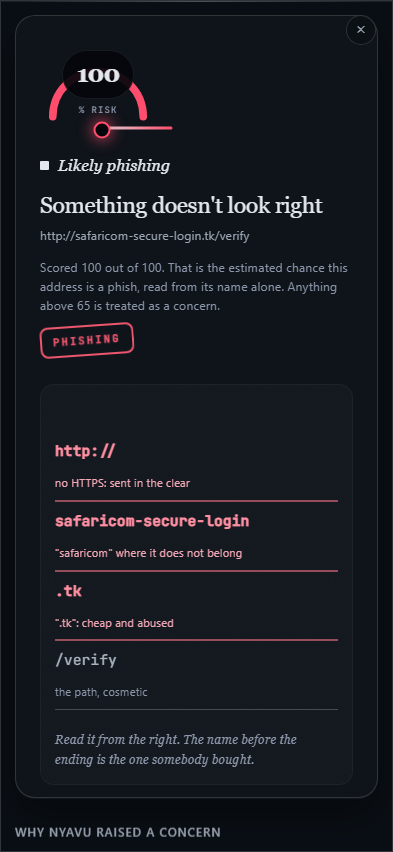 ×
100
% RISK
Likely phishing
Something doesn't look right
http://safaricom-secure-login.tk/verify
Scored 100 out of 100. That is the estimated chance this
address is a phish, read from its name alone. Anything
above 65 is treated as a concern.
PHISHING
http://
no HTTPS: sent in the clear
safaricom-secure-login
"safaricom" where it does not belong
.tk
".tk": cheap and abused
/verify
the path, cosmetic
Read it from the right. The name before the
ending is the one somebody bought.
WHY NYAVU RAISED A CONCERN